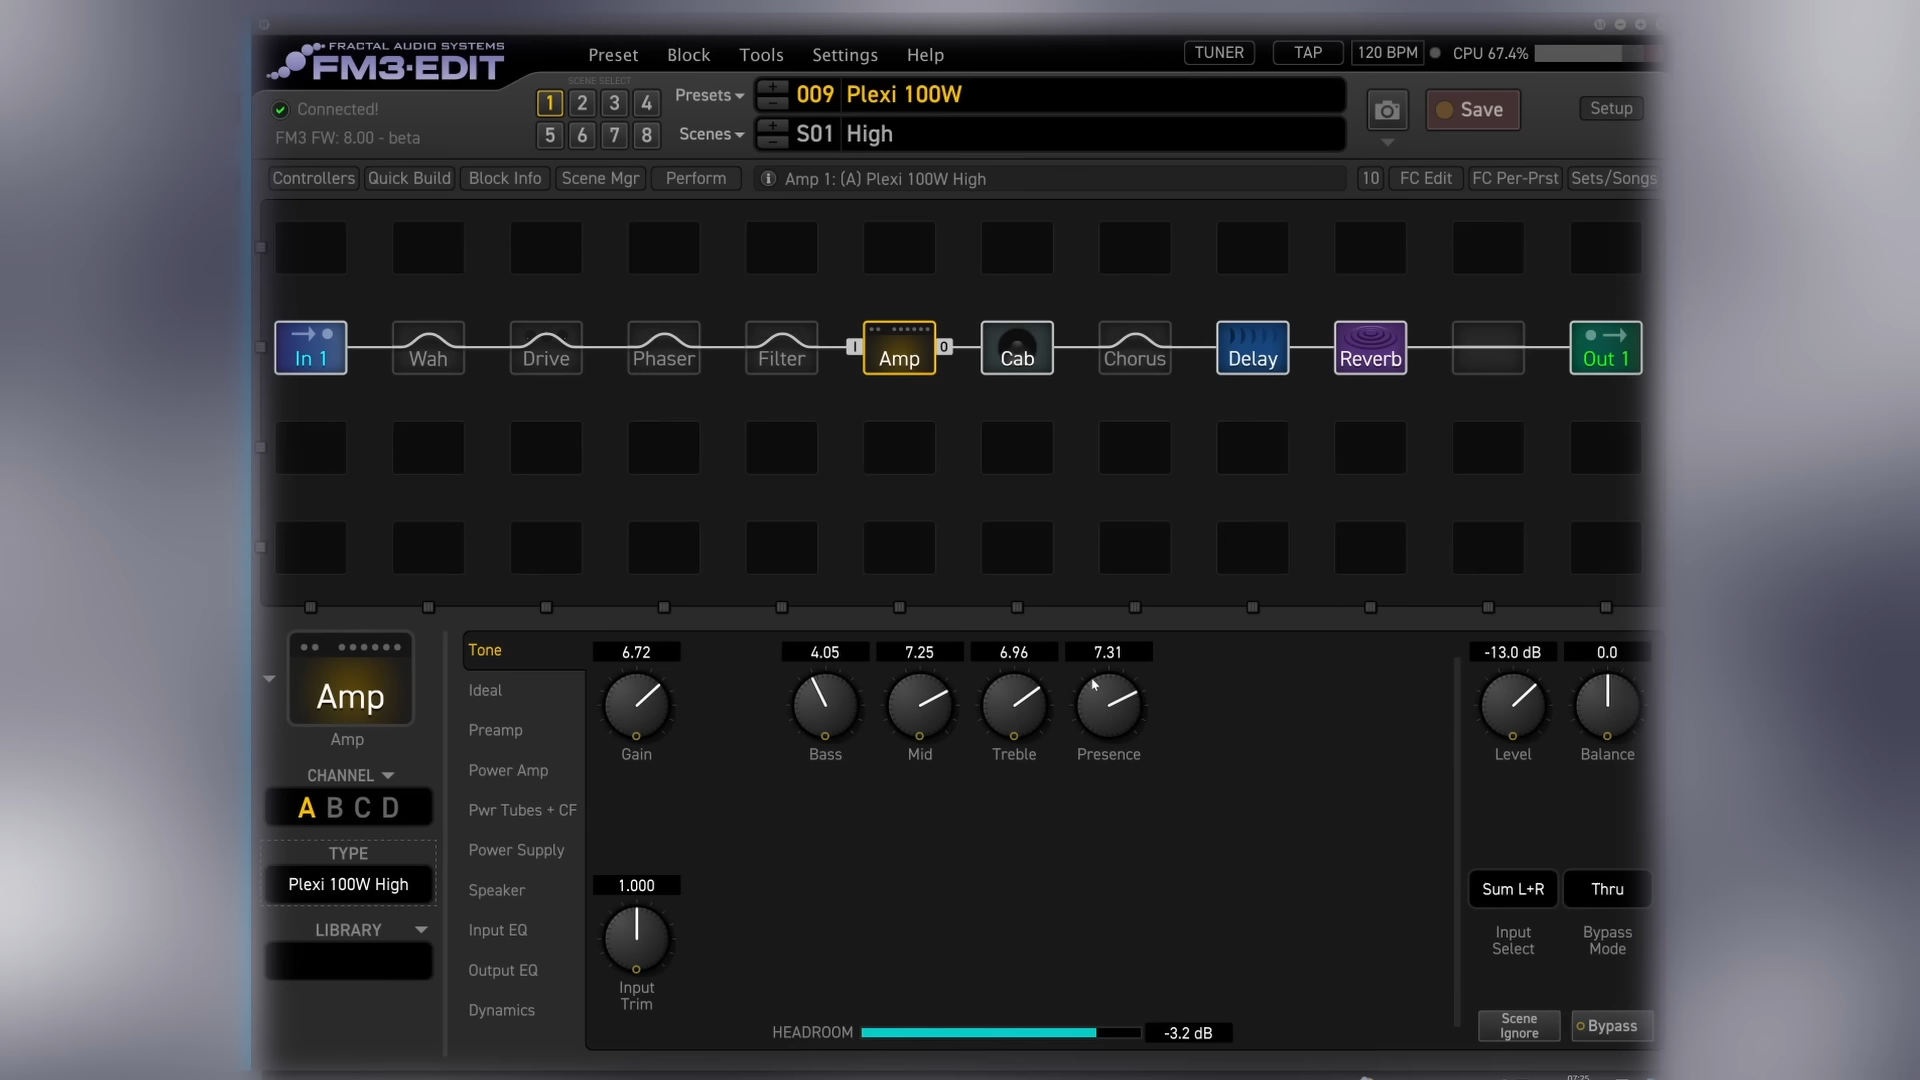 FRACTAL AUDIO SYSTEMS
FM3·EDIT
Preset Block Tools Settings Help
TUNER TAP 120 BPM CPU 67.4%
SCENE SELECT
1 2 3 4
5 6 7 8
Presets
Scenes
009 Plexi 100W
S01 High
Save
Setup
Connected!
FM3 FW: 8.00 - beta
Controllers Quick Build Block Info Scene Mgr Perform
Amp 1: (A) Plexi 100W High
10 FC Edit FC Per-Prst Sets/Songs
In 1 Wah Drive Phaser Filter I Amp O Cab Chorus Delay Reverb Out 1
Amp
Amp
CHANNEL
A B C D
TYPE
Plexi 100W High
LIBRARY
Tone
Ideal
Preamp
Power Amp
Pwr Tubes + CF
Power Supply
Speaker
Input EQ
Output EQ
Dynamics
6.72 4.05 7.25 6.96 7.31
Gain Bass Mid Treble Presence
1.000
Input
Trim
HEADROOM -3.2 dB
-13.0 dB 0.0
Level Balance
Sum L+R Thru
Input
Select
Bypass
Mode
Scene
Ignore
Bypass